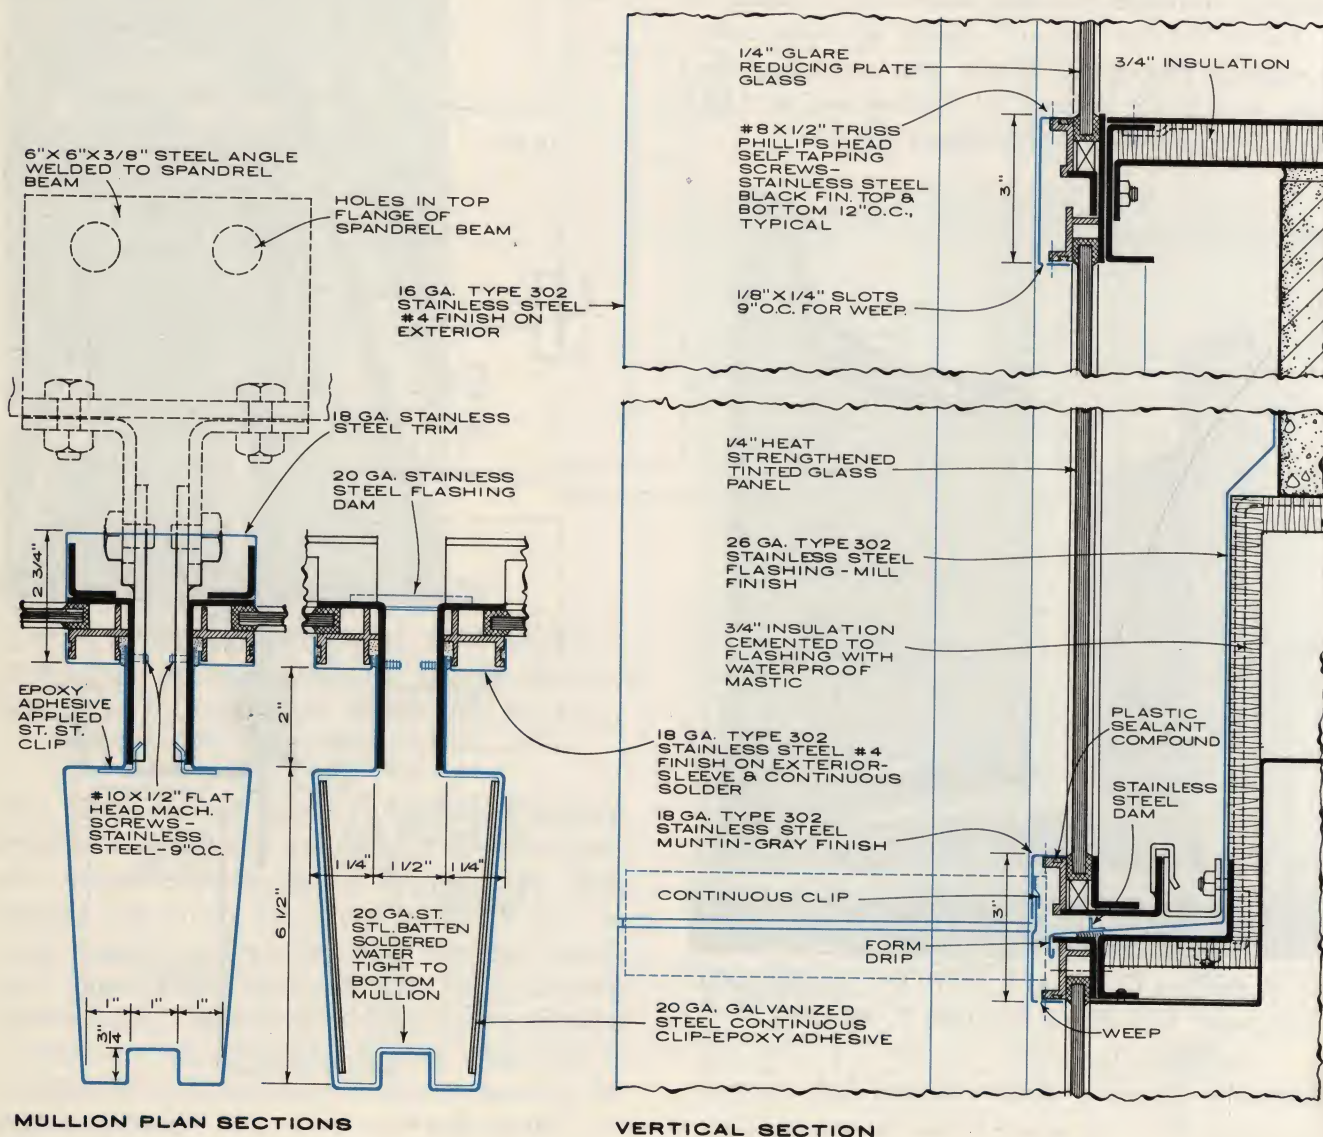 6" X 6"X 3/8" STEEL ANGLE
WELDED TO SPANDREL
BEAM
HOLES IN TOP
FLANGE OF
SPANDREL BEAM
16 GA. TYPE 302
STAINLESS STEEL
#4 FINISH ON
EXTERIOR
18 GA. STAINLESS
STEEL TRIM
20 GA. STAINLESS
STEEL FLASHING
DAM
2 3/4"
EPOXY
ADHESIVE
APPLIED
ST. ST.
CLIP
2"
#10 X 1/2" FLAT
HEAD MACH.
SCREWS -
STAINLESS
STEEL-9"O.C.
1 1/4"
1 1/2"
1 1/4"
6 1/2"
20 GA. ST.
STL. BATTEN
SOLDERED
WATER
TIGHT TO
BOTTOM
MULLION
1"
1"
1"
3/4"
MULLION PLAN SECTIONS
1/4" GLARE
REDUCING PLATE
GLASS
3/4" INSULATION
#8 X 1/2" TRUSS
PHILLIPS HEAD
SELF TAPPING
SCREWS-
STAINLESS STEEL
BLACK FIN. TOP &
BOTTOM 12"O.C.,
TYPICAL
3"
1/8" X 1/4" SLOTS
9"O.C. FOR WEEP.
1/4" HEAT
STRENGTHENED
TINTED GLASS
PANEL
26 GA. TYPE 302
STAINLESS STEEL
FLASHING - MILL
FINISH
3/4" INSULATION
CEMENTED TO
FLASHING WITH
WATERPROOF
MASTIC
PLASTIC
SEALANT
COMPOUND
18 GA. TYPE 302
STAINLESS STEEL #4
FINISH ON EXTERIOR-
SLEEVE & CONTINUOUS
SOLDER
STAINLESS
STEEL
DAM
18 GA. TYPE 302
STAINLESS STEEL
MUNTIN-GRAY FINISH
CONTINUOUS CLIP
3"
FORM
DRIP
20 GA. GALVANIZED
STEEL CONTINUOUS
CLIP-EPOXY ADHESIVE
WEEP
VERTICAL SECTION